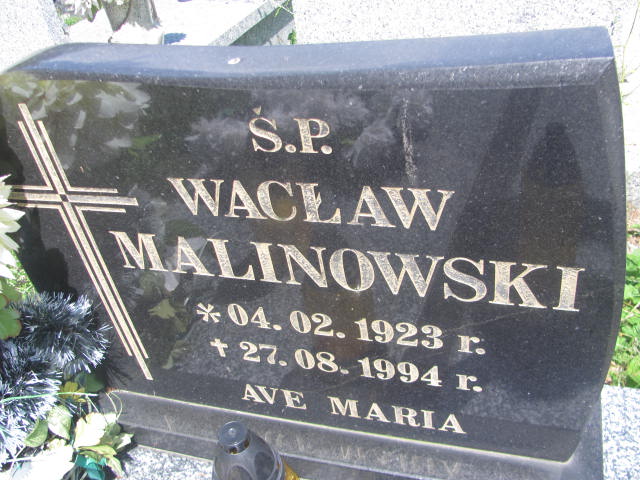 Ś.P.
WACŁAW
MALINOWSKI
* 04. 02. 1923 r.
† 27. 08. 1994 r.
AVE MARIA